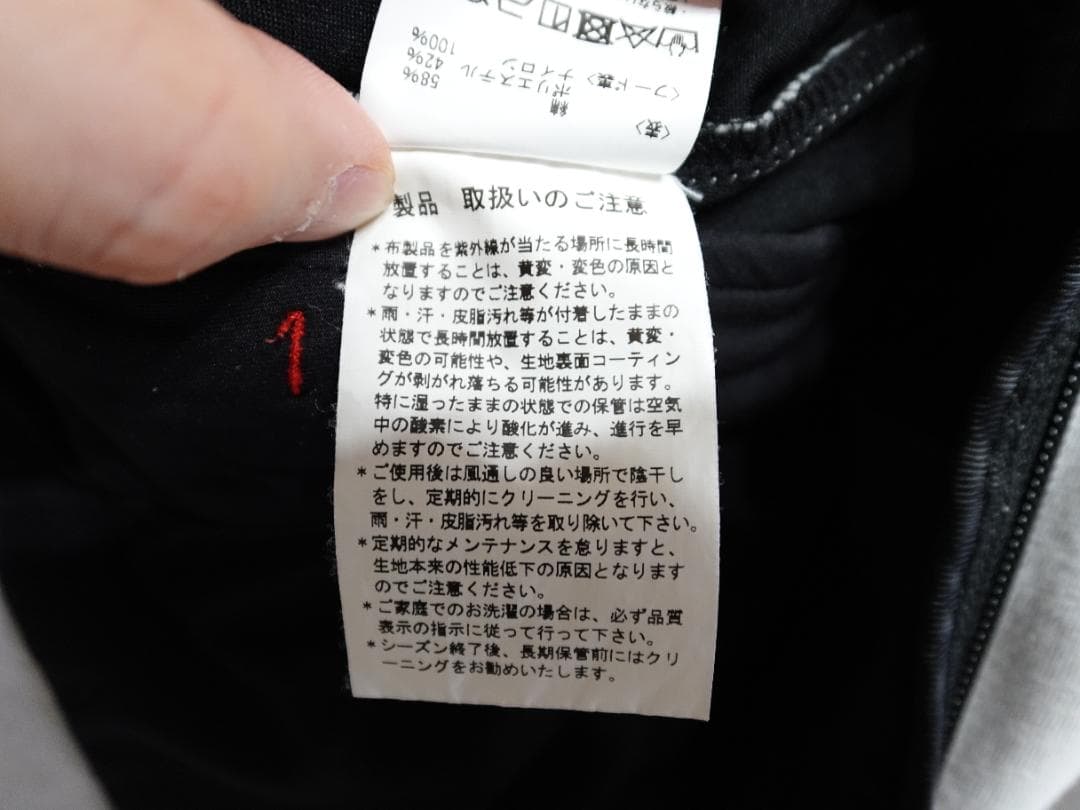 〈表〉
綿 58%
ポリエステル 42%
〈フード裏〉ナイロン 100%
製品 取扱いのご注意
*布製品を紫外線が当たる場所に長時間
放置することは、黄変・変色の原因と
なりますのでご注意ください。
*雨・汗・皮脂汚れ等が付着したままの
状態で長時間放置することは、黄変・
変色の可能性や、生地裏面コーティン
グが剥がれ落ちる可能性があります。
特に湿ったままの状態での保管は空気
中の酸素により酸化が進み、進行を早
めますのでご注意ください。
*ご使用後は風通しの良い場所で陰干し
をし、定期的にクリーニングを行い、
雨・汗・皮脂汚れ等を取り除いて下さい。
*定期的なメンテナンスを怠りますと、
生地本来の性能低下の原因となります
のでご注意ください。
*ご家庭でのお洗濯の場合は、必ず品質
表示の指示に従って行って下さい。
*シーズン終了後、長期保管前にはクリ
ーニングをお勧めいたします。
1